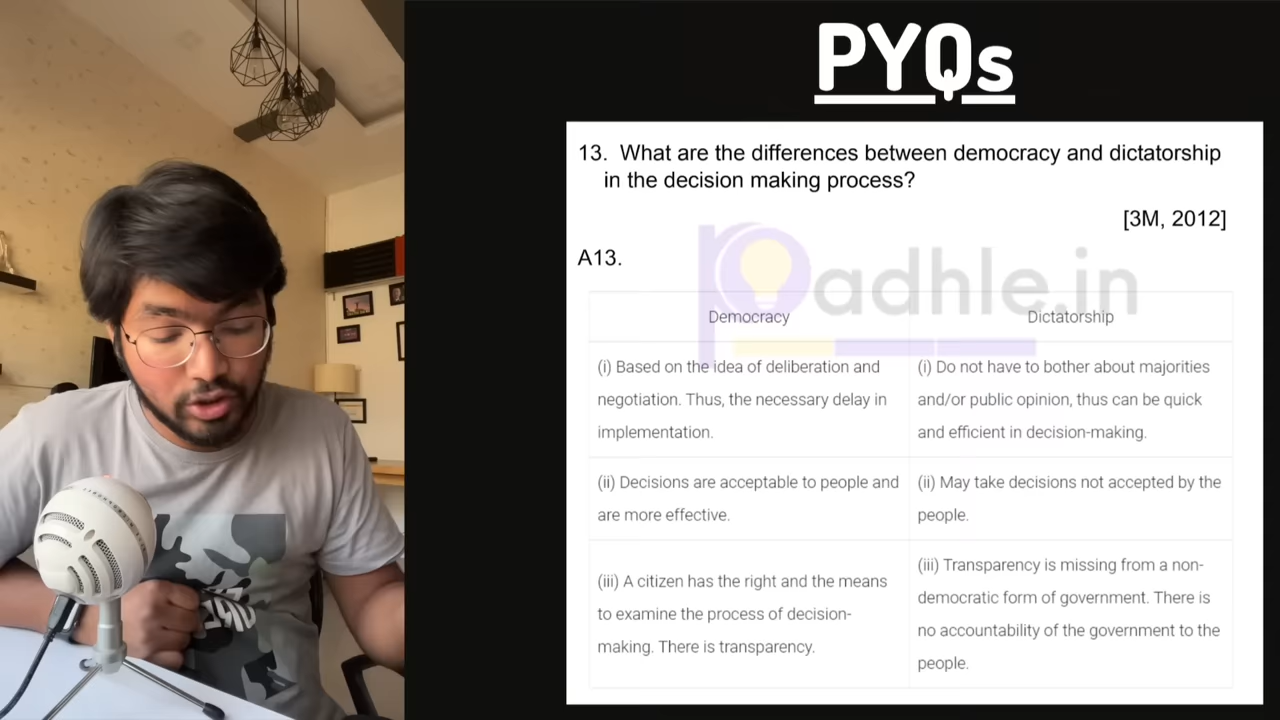 PYQs
13. What are the differences between democracy and dictatorship
in the decision making process?
[3M, 2012]
A13.
padhle.in
Democracy
Dictatorship
(i) Based on the idea of deliberation and
negotiation. Thus, the necessary delay in
implementation.
(i) Do not have to bother about majorities
and/or public opinion, thus can be quick
and efficient in decision-making.
(ii) Decisions are acceptable to people and
are more effective.
(ii) May take decisions not accepted by the
people.
(iii) A citizen has the right and the means
to examine the process of decision-
making. There is transparency.
(iii) Transparency is missing from a non-
democratic form of government. There is
no accountability of the government to the
people.